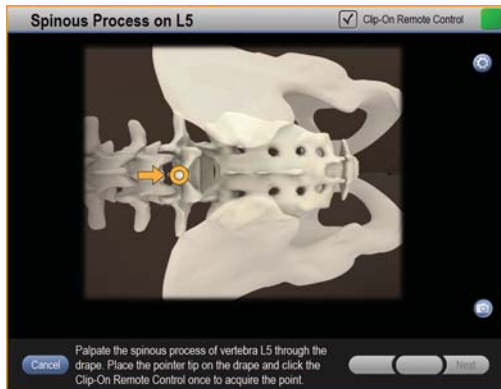 Spinous Process on L5
Clip-On Remote Control
Palpate the spinous process of vertebra L5 through the
drape. Place the pointer tip on the drape and click the
Clip-On Remote Control once to acquire the point.
Cancel
Next